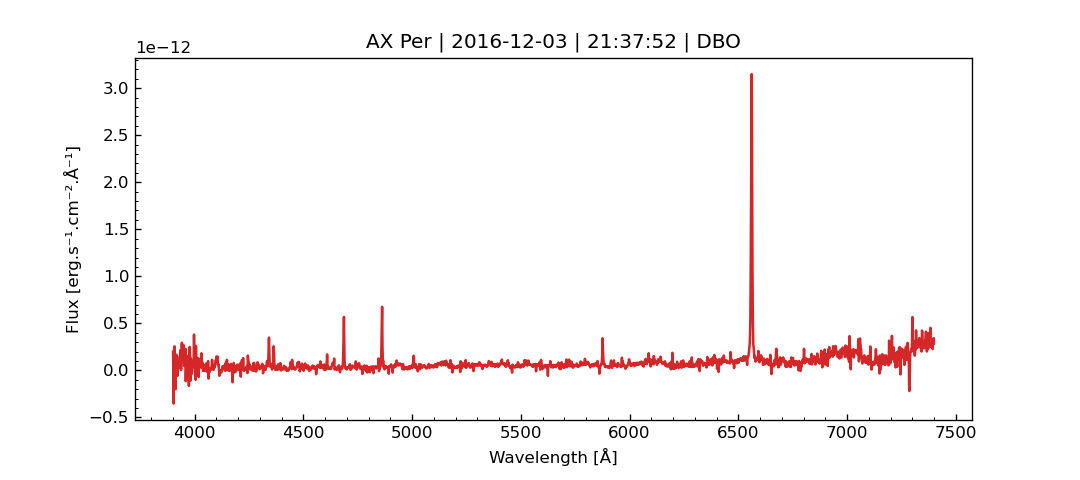 AX Per | 2016-12-03 | 21:37:52 | DBO
1e−12
3.0
2.5
2.0
1.5
1.0
0.5
0.0
−0.5
Flux [erg.s⁻¹.cm⁻².Å⁻¹]
4000 4500 5000 5500 6000 6500 7000 7500
Wavelength [Å]